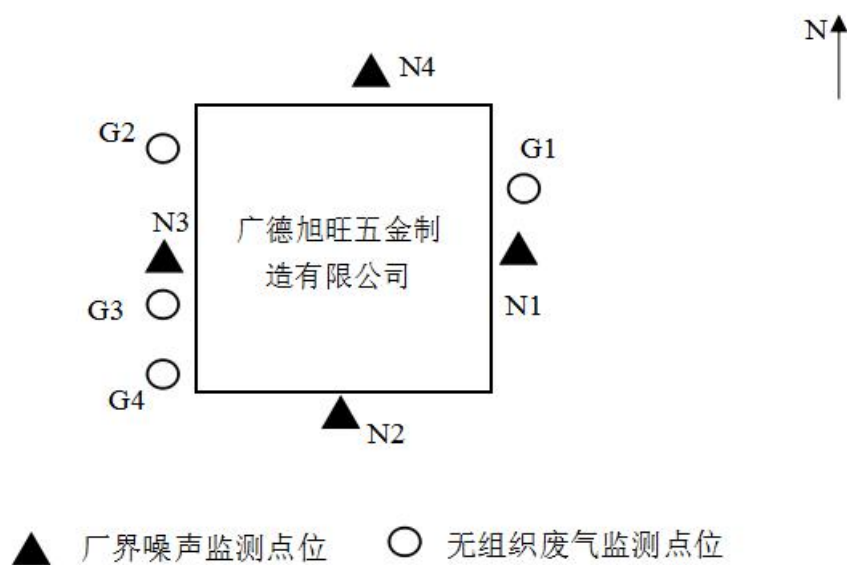 N
N4
G2
G1
N3
广德旭旺五金制
造有限公司
G3
N1
G4
N2
厂界噪声监测点位
无组织废气监测点位